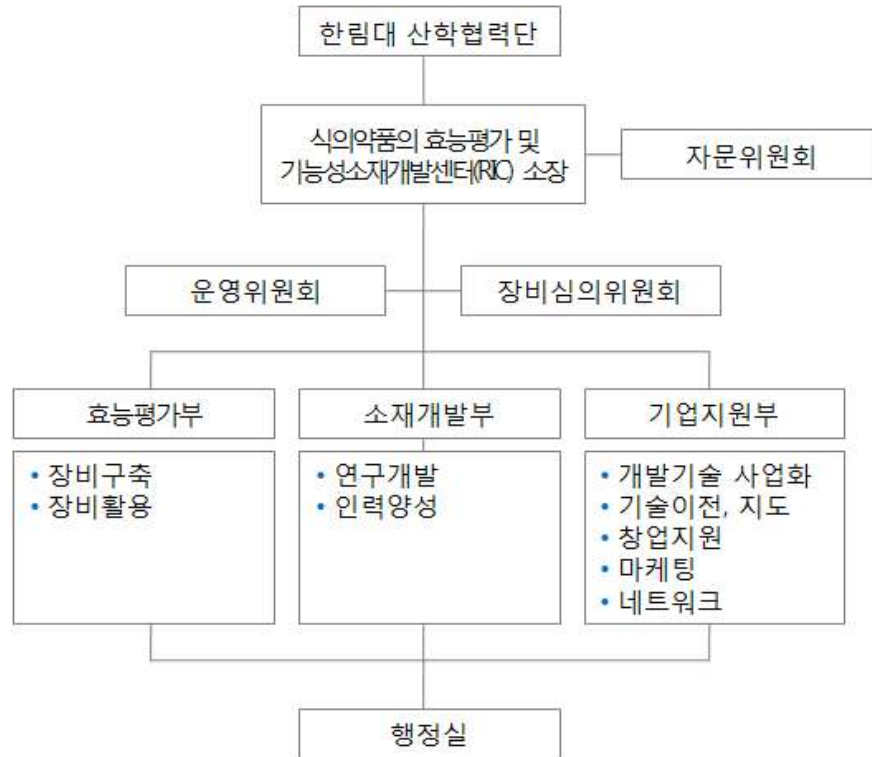 한림대 산학협력단
식의약품의 효능평가 및
기능성소재개발센터(RIC) 소장
자문위원회
운영위원회
장비심의위원회
효능평가부
소재개발부
기업지원부
• 장비구축
• 장비활용
• 연구개발
• 인력양성
• 개발기술 사업화
• 기술이전, 지도
• 창업지원
• 마케팅
• 네트워크
행정실